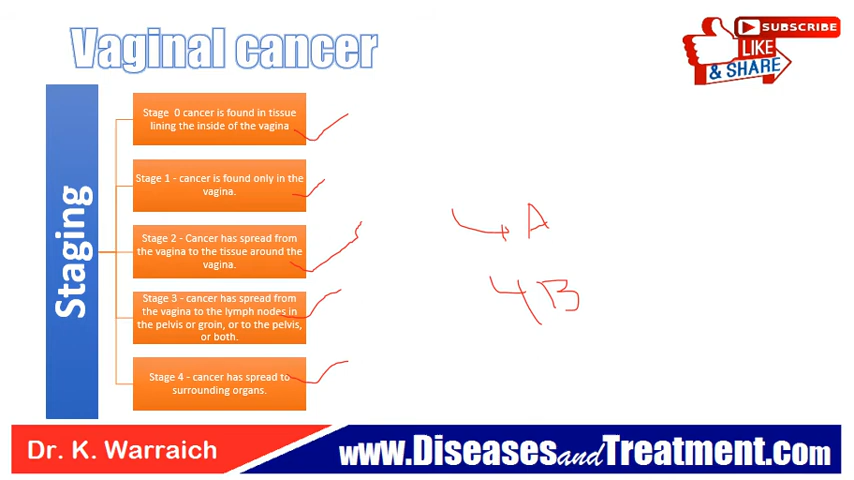 Vaginal cancer
SUBSCRIBE
LIKE
& SHARE
Staging
Stage 0 cancer is found in tissue
lining the inside of the vagina
Stage 1 - cancer is found only in the
vagina.
Stage 2 - Cancer has spread from
the vagina to the tissue around the
vagina.
Stage 3 - cancer has spread from
the vagina to the lymph nodes in
the pelvis or groin, or to the pelvis,
or both.
Stage 4 - cancer has spread to
surrounding organs.
4 A
4 B
Dr. K. Warraich
www.DiseasesandTreatment.com